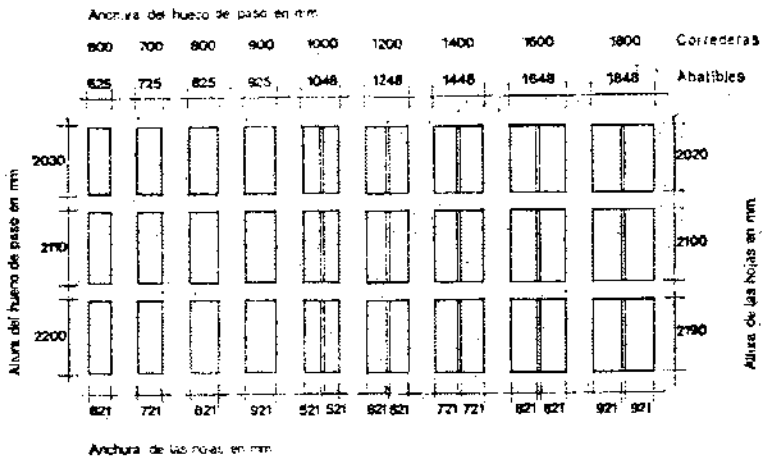 Anchura del hueco de paso en mm
600 700 800 900 1000 1200 1400 1600 1800 Correderas
625 725 825 925 1048 1248 1448 1648 1848 Abatibles
Altura del hueco de paso en mm
2030 2020
2110 2100
2200 2190
Altura de las hojas en mm
621 721 821 921 521 521 621 621 721 721 821 821 921 921
Anchura de las hojas en mm